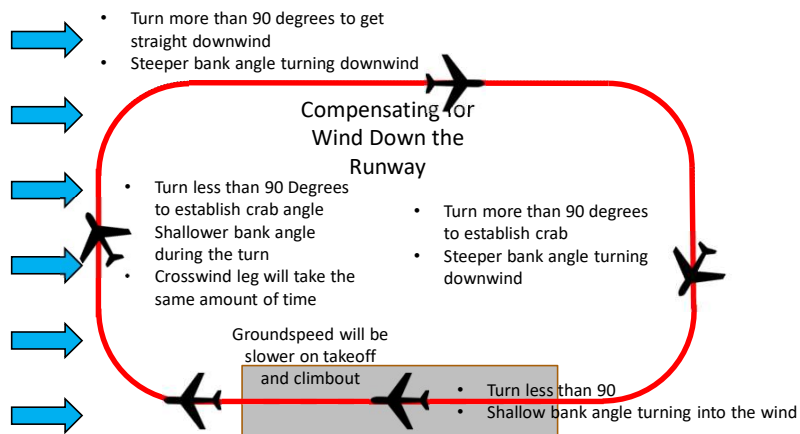 • Turn more than 90 degrees to get
straight downwind
• Steeper bank angle turning downwind
Compensating for
Wind Down the
Runway
• Turn less than 90 Degrees
to establish crab angle
Shallower bank angle
during the turn
• Crosswind leg will take the
same amount of time
• Turn more than 90 degrees
to establish crab
• Steeper bank angle turning
downwind
Groundspeed will be
slower on takeoff
and climbout
• Turn less than 90
• Shallow bank angle turning into the wind